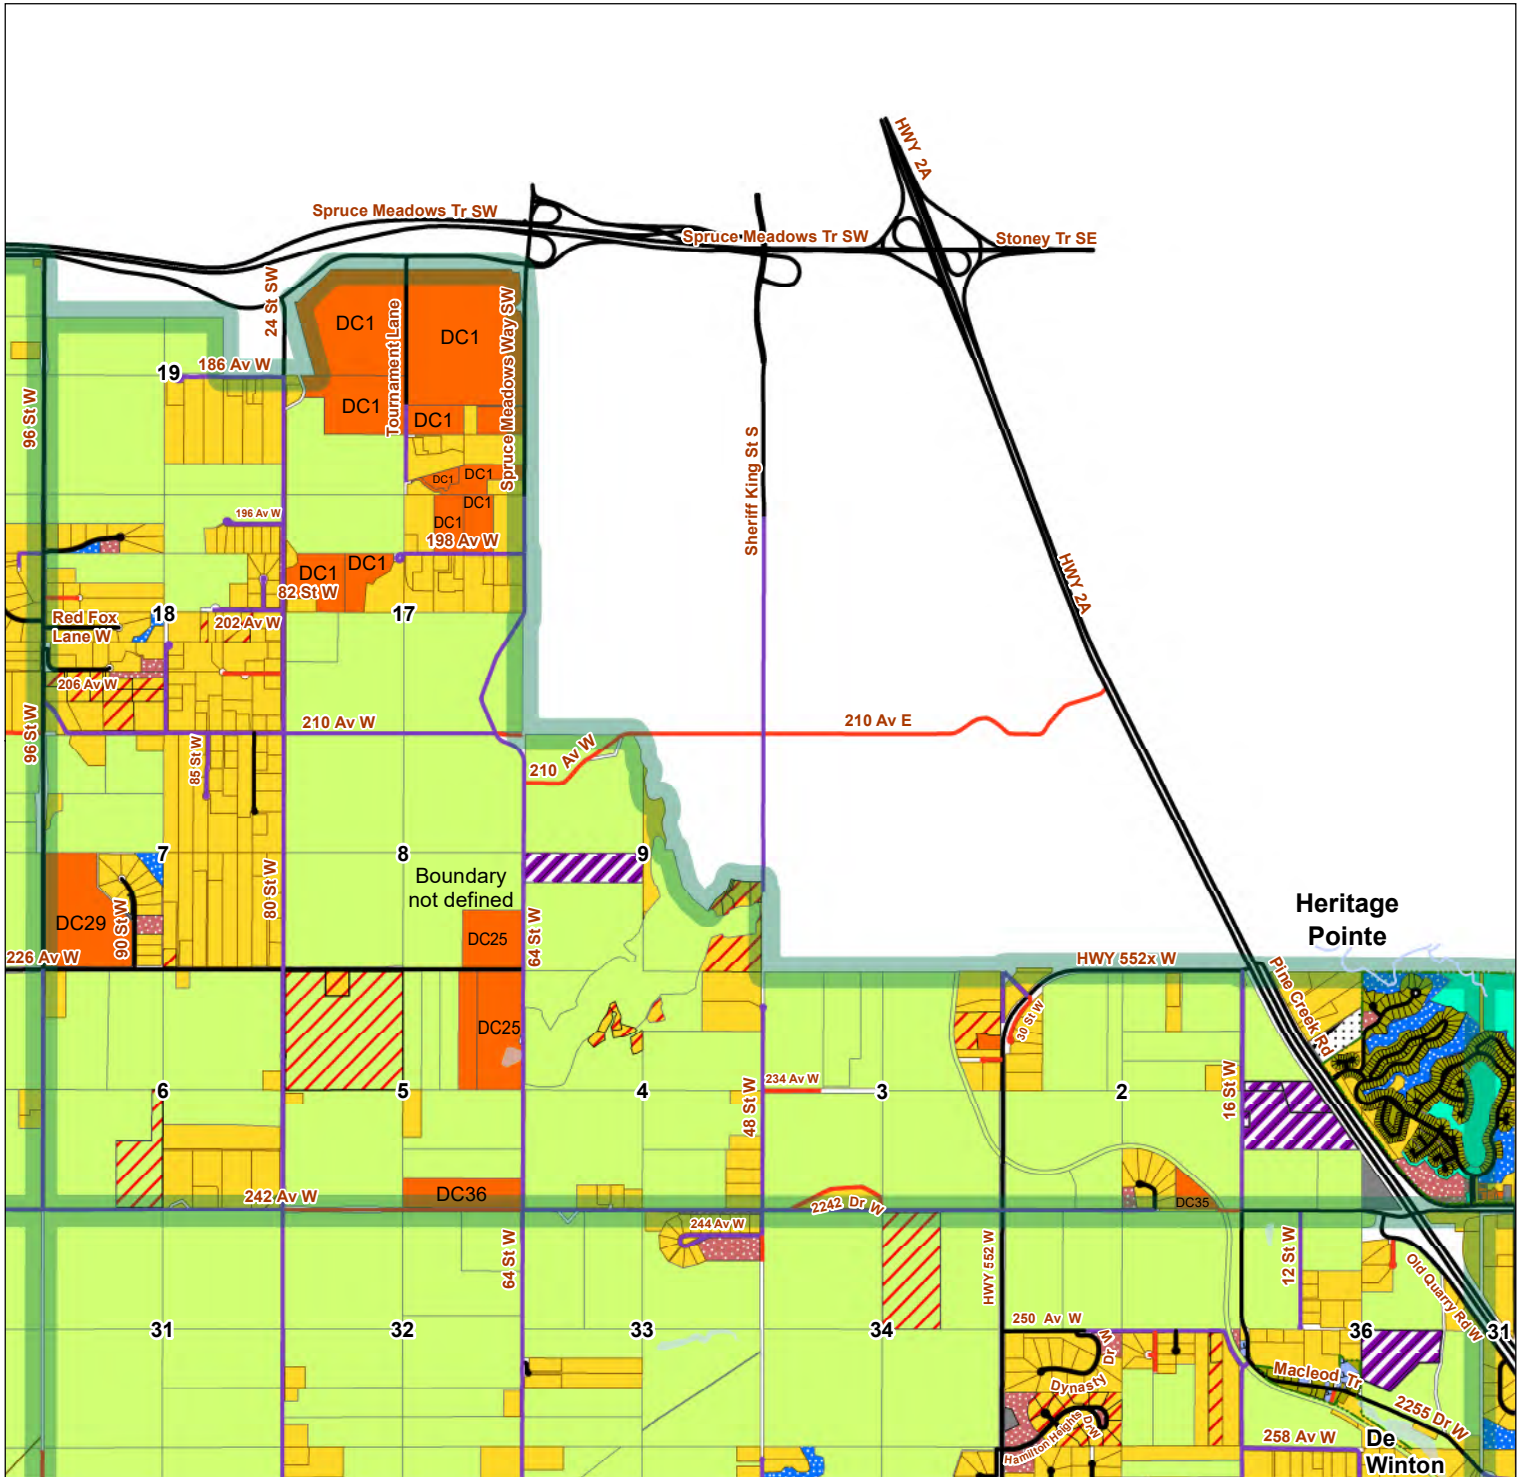 HWY 2A
Spruce Meadows Tr SW
Spruce Meadows Tr SW
Stoney Tr SE
24 St SW
DC1
DC1
Tournament Lane
Spruce Meadows Way SW
19
186 Av W
96 St W
DC1
DC1
Sheriff King St S
DC1
DC1
DC1
DC1
196 Av W
198 Av W
DC1
DC1
82 St W
HWY 2A
Red Fox
Lane W
18
202 Av W
17
206 Av W
96 St W
210 Av W
210 Av E
210 Av W
85 St W
7
8
9
80 St W
Boundary
not defined
DC29
90 St W
DC25
64 St W
Heritage
Pointe
226 Av W
HWY 552x W
Pine Creek Rd
30 St W
DC25
6
5
4
48 St W
234 Av W
3
2
16 St W
242 Av W
DC36
2242 Dr W
DC35
244 Av W
64 St W
HWY 552 W
12 St W
Old Quarry Rd W
31
32
33
34
250 Av W
36
31
Dynasty Dr W
Macleod Tr
2255 Dr W
Hamilton Heights Dr W
258 Av W
De
Winton